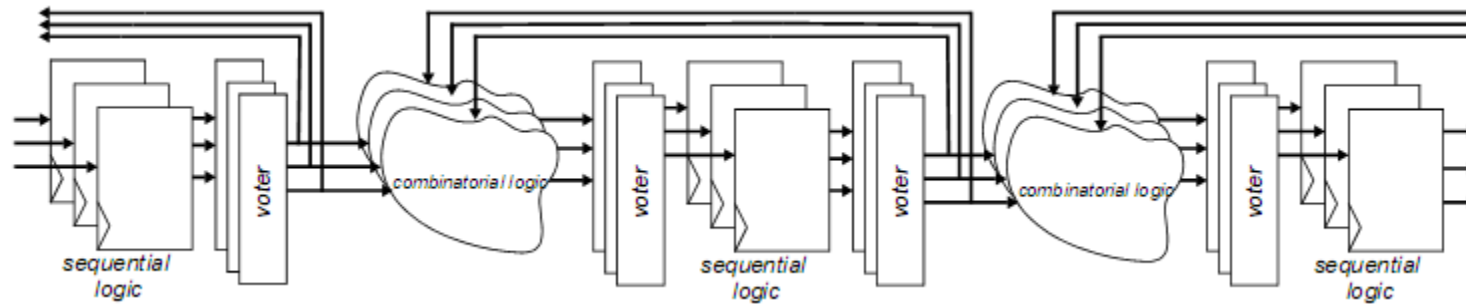 voter
combinatorial logic
voter
voter
combinatorial logic
voter
sequential
logic
sequential
logic
sequential
logic